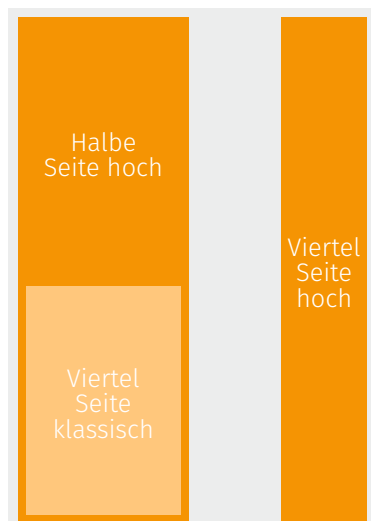 Halbe
Seite hoch
Viertel
Seite
klassisch
Viertel
Seite
hoch